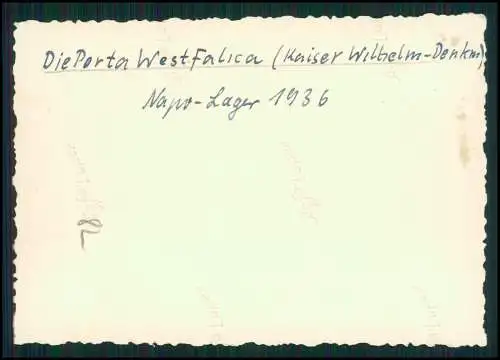 Die Porta Westfalica (Kaiser Wilhelm-Denkm)
Napo-Lager 1936